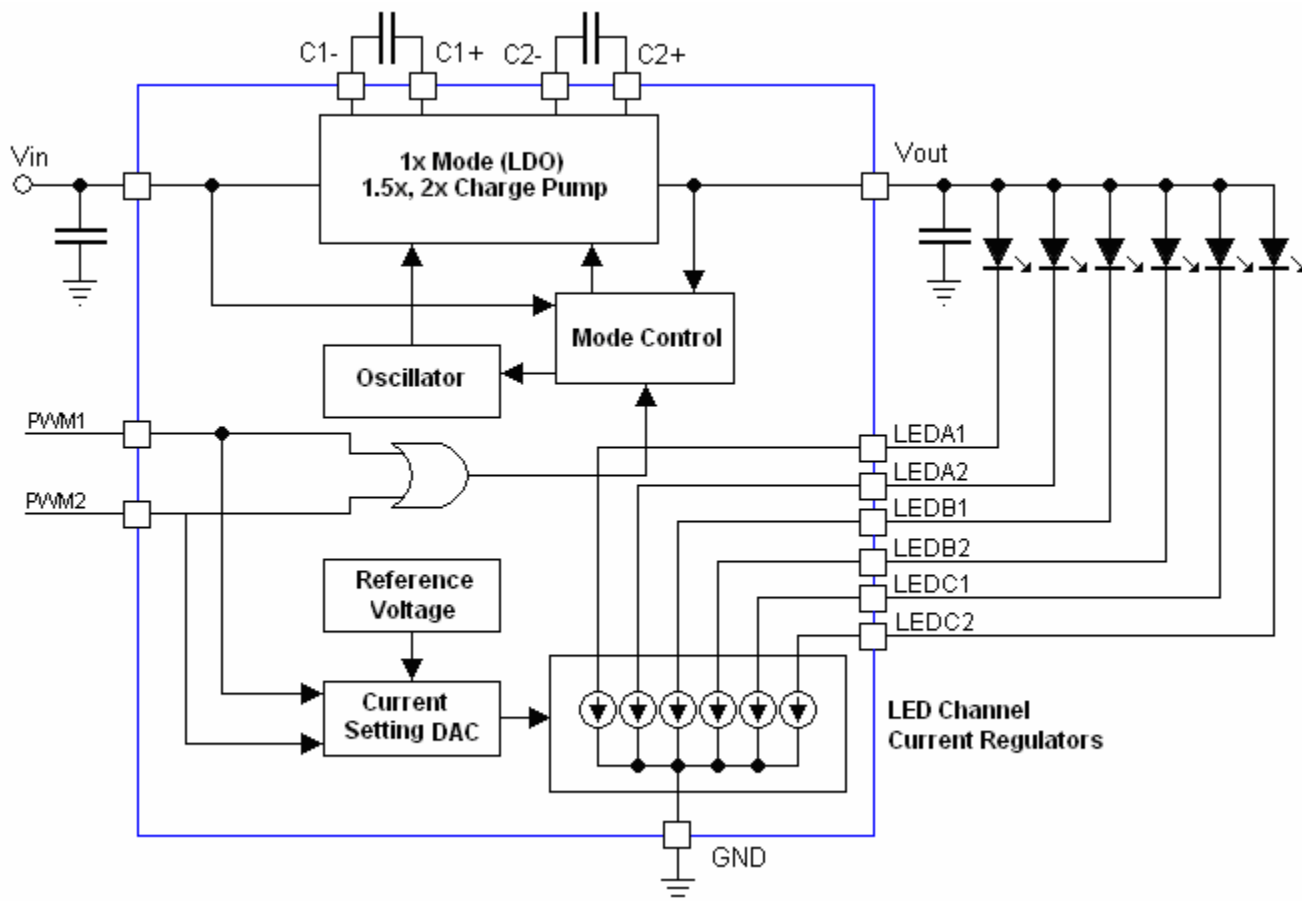 C1-
C1+
C2-
C2+
Vin
1x Mode (LDO)
1.5x, 2x Charge Pump
Vout
Mode Control
Oscillator
PWM1
LEDA1
LEDA2
PWM2
LEDB1
LEDB2
Reference
Voltage
LEDC1
LEDC2
Current
Setting DAC
LED Channel
Current Regulators
GND